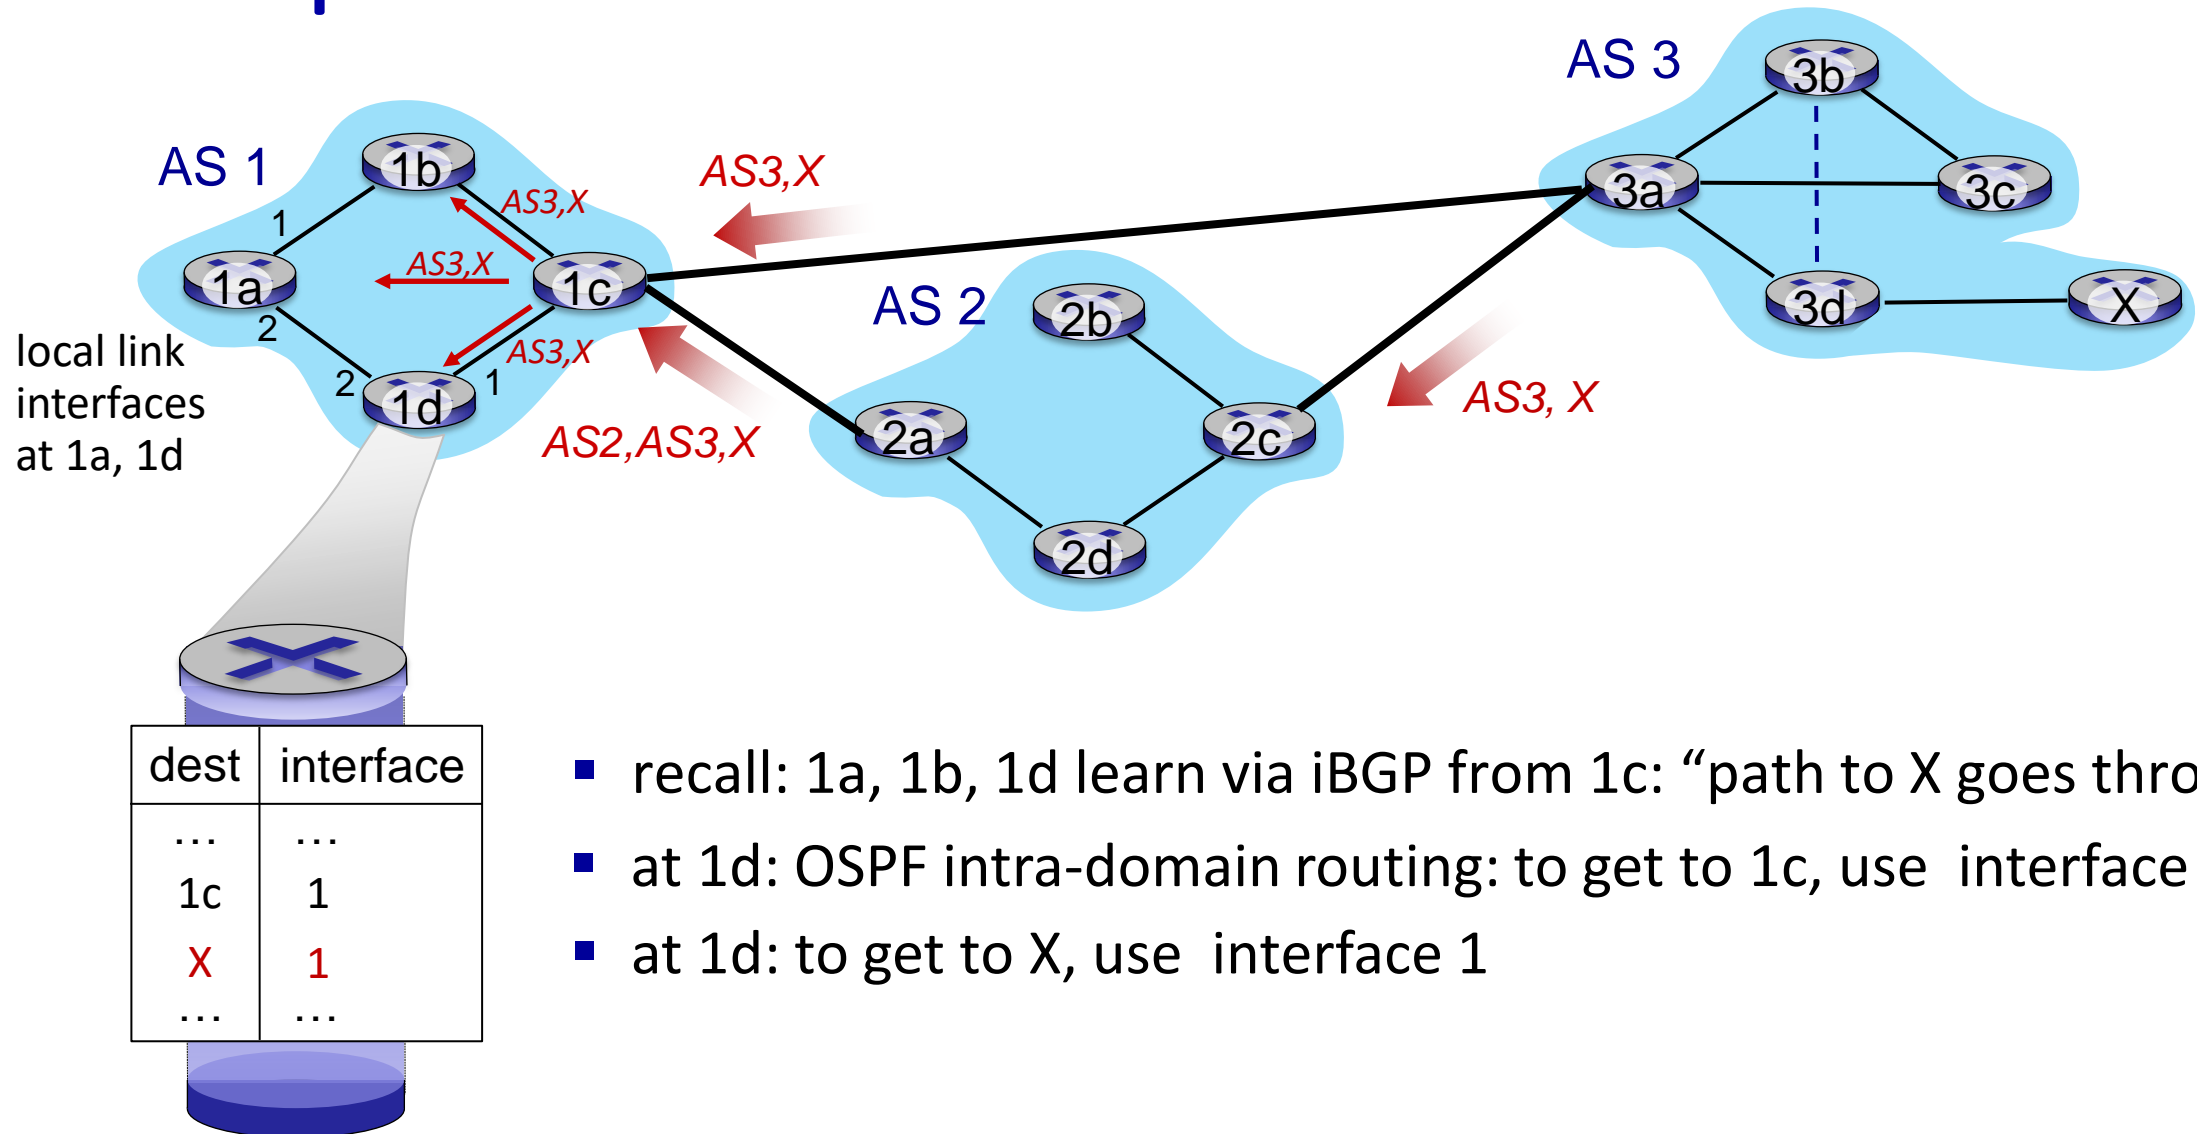 AS 3
3b
AS 1
1b
AS3,X
3a
3c
AS3,X
1
AS3,X
1a
1c
AS 2
2b
3d
X
2
local link
interfaces
at 1a, 1d
AS3,X
2
1
1d
AS3, X
AS2,AS3,X
2a
2c
2d
dest interface
... ...
1c 1
X 1
... ...
▪ recall: 1a, 1b, 1d learn via iBGP from 1c: “path to X goes
▪ at 1d: OSPF intra-domain routing: to get to 1c, use interface
▪ at 1d: to get to X, use interface 1